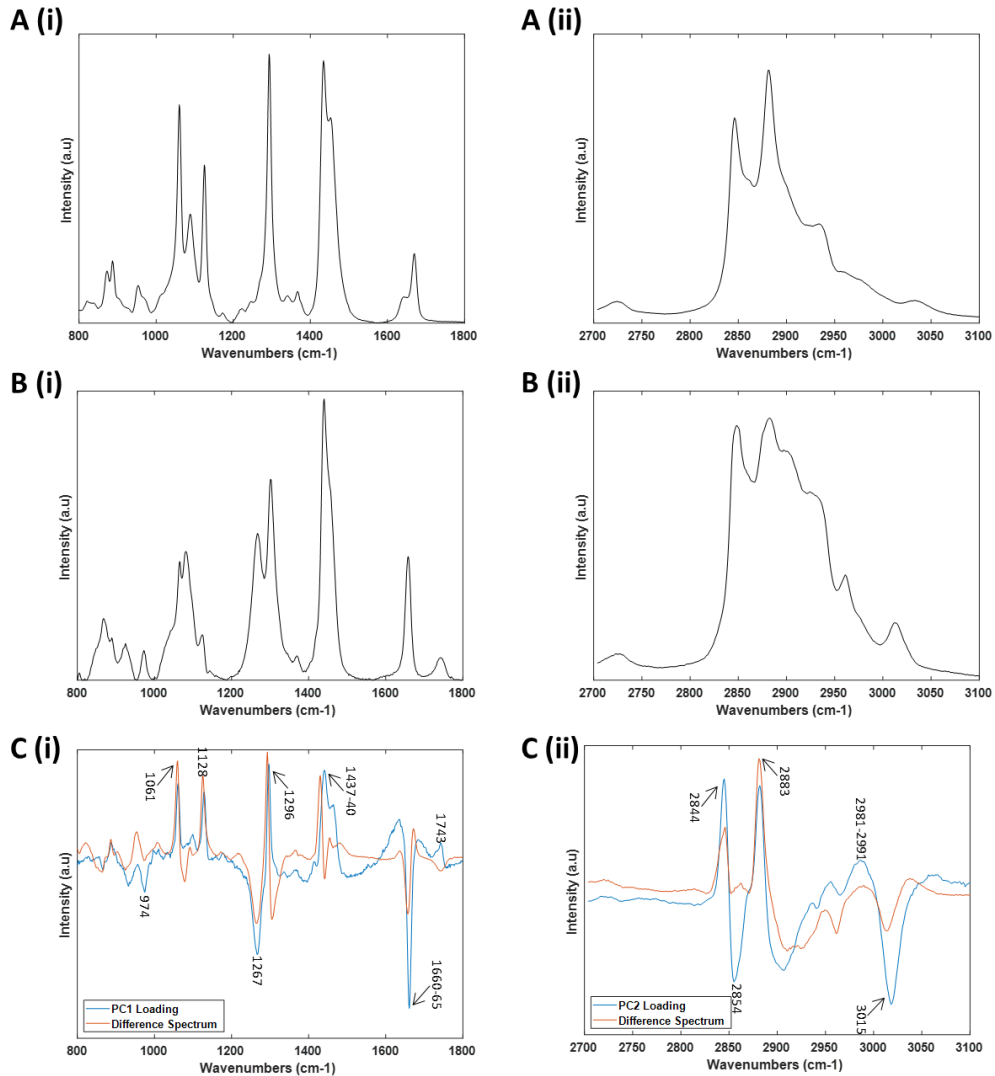 A (i)
Intensity (a.u)
800 1000 1200 1400 1600 1800
Wavenumbers (cm-1)
A (ii)
Intensity (a.u)
2700 2750 2800 2850 2900 2950 3000 3050 3100
Wavenumbers (cm-1)
B (i)
Intensity (a.u)
800 1000 1200 1400 1600 1800
Wavenumbers (cm-1)
B (ii)
Intensity (a.u)
2700 2750 2800 2850 2900 2950 3000 3050 3100
Wavenumbers (cm-1)
C (i)
Intensity (a.u)
1061
1128
1296
1437-40
1743
974
1267
1660-65
PC1 Loading
Difference Spectrum
800 1000 1200 1400 1600 1800
Wavenumbers (cm-1)
C (ii)
Intensisty (a.u)
2844
2883
2981-2991
2854
3015
PC2 Loading
Difference Spectrum
2700 2750 2800 2850 2900 2950 3000 3050 3100
Wavenumbers (cm-1)